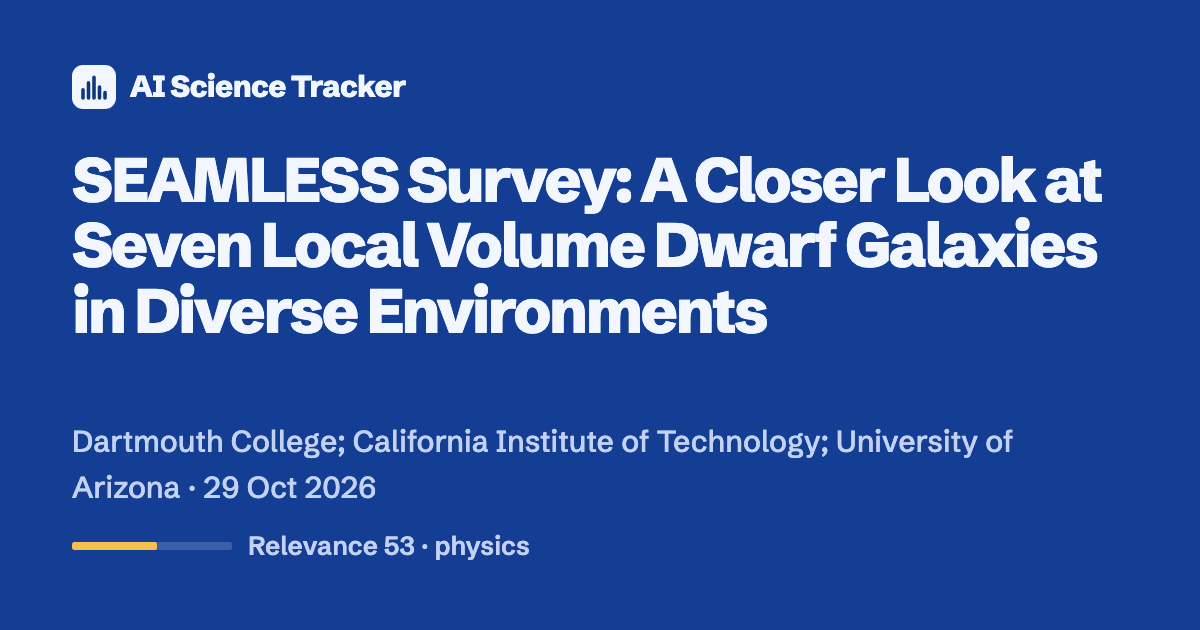 AI Science Tracker
SEAMLESS Survey: A Closer Look at
Seven Local Volume Dwarf Galaxies
in Diverse Environments
Dartmouth College; California Institute of Technology; University of
Arizona · 29 Oct 2026
Relevance 53 · physics